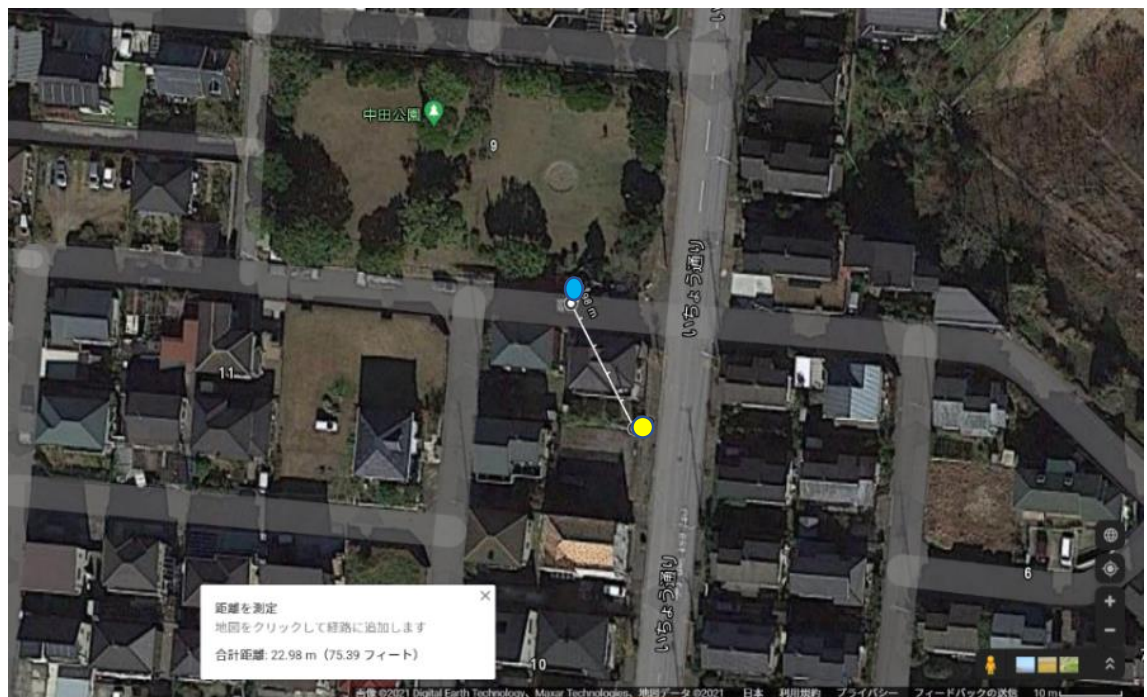 い
中田公園
9
いちょう通り
11
いちょう通り
6
距離を測定
地図をクリックして経路に追加します
合計距離: 22.98 m（75.39 フィート）
10
画像 ©2021 Digital Earth Technology、Maxar Technologies、地図データ ©2021 日本 利用規約 プライバシー フィードバックの送信 10 m